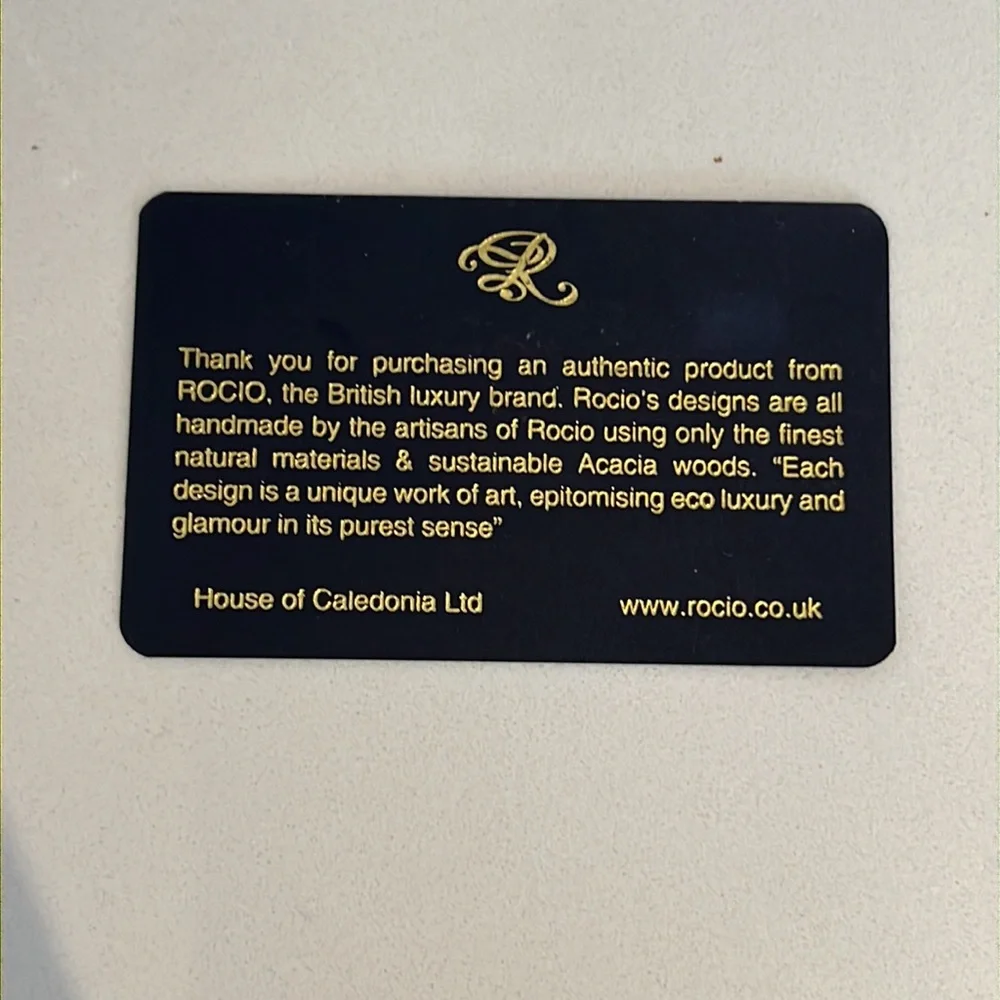 R
Thank you for purchasing an authentic product from
ROCIO, the British luxury brand. Rocio's designs are all
handmade by the artisans of Rocio using only the finest
natural materials & sustainable Acacia woods. “Each
design is a unique work of art, epitomising eco luxury and
glamour in its purest sense”
House of Caledonia Ltd
www.rocio.co.uk